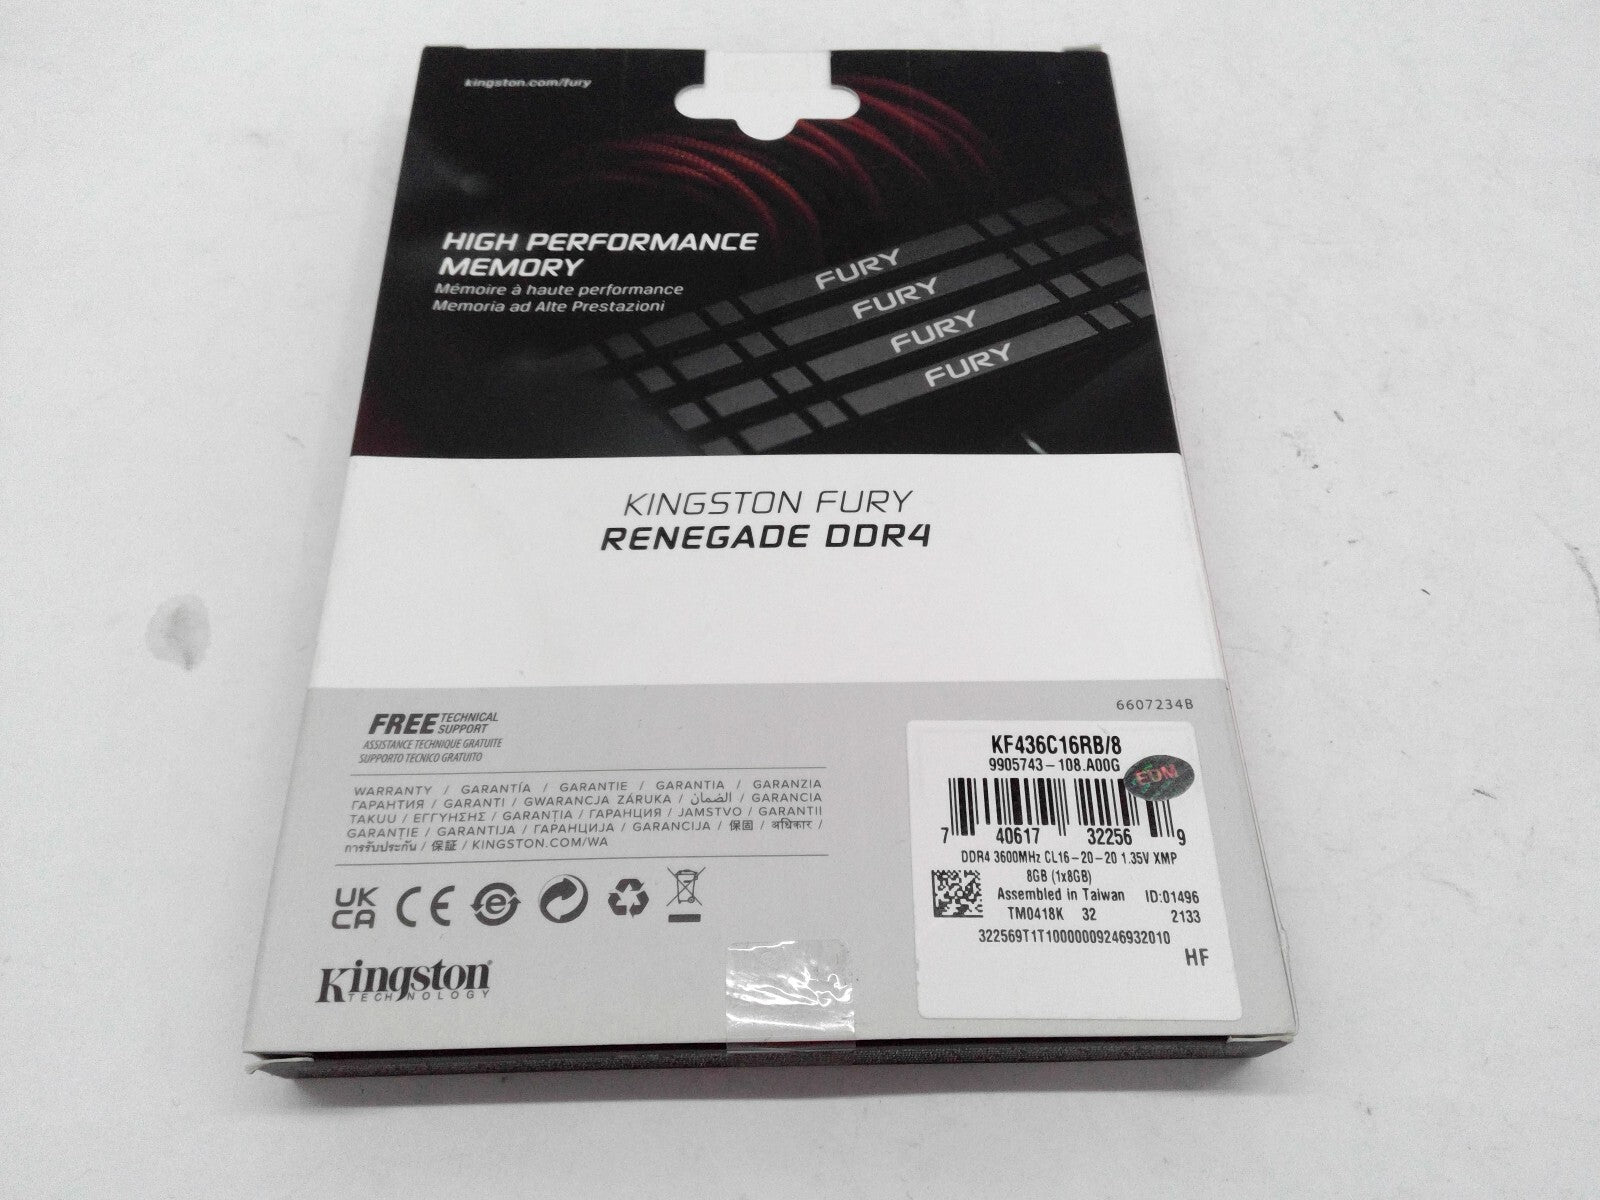 kingston.com/fury
HIGH PERFORMANCE
MEMORY
Mémoire à haute performance
Memoria ad Alte Prestazioni
FURY
FURY
FURY
FURY
KINGSTON FURY
RENEGADE DDR4
6607234B
FREE TECHNICAL SUPPORT
ASSISTANCE TECHNIQUE GRATUITE
SUPPORTO TECNICO GRATUITO
WARRANTY / GARANTÍA / GARANTIE / GARANTIA / GARANZIA
ГАРАНТИЯ / GARANTI / GWARANCJA ZÁRUKA / الضمان / GARANCIA
TAKUU / ΕΓΓΥΗΣΗΣ / GARANȚIA / ГАРАНЦИЯ / JAMSTVO / GARANTII
GARANTIE / GARANTIJA / ГАРАНЦИЈА / GARANCIJA / 保固 / अधिकार /
การรับประกัน / 保証 / KINGSTON.COM/WA
UK
CA
CE
Kingston
TECHNOLOGY
KF436C16RB/8
9905743-108.A00G
EDM
7 40617 32256 9
DDR4 3600MHz CL16-20-20 1.35V XMP
8GB (1x8GB)
Assembled in Taiwan ID:01496
TM0418K 32 2133
322569T1T10000009246932010
HF